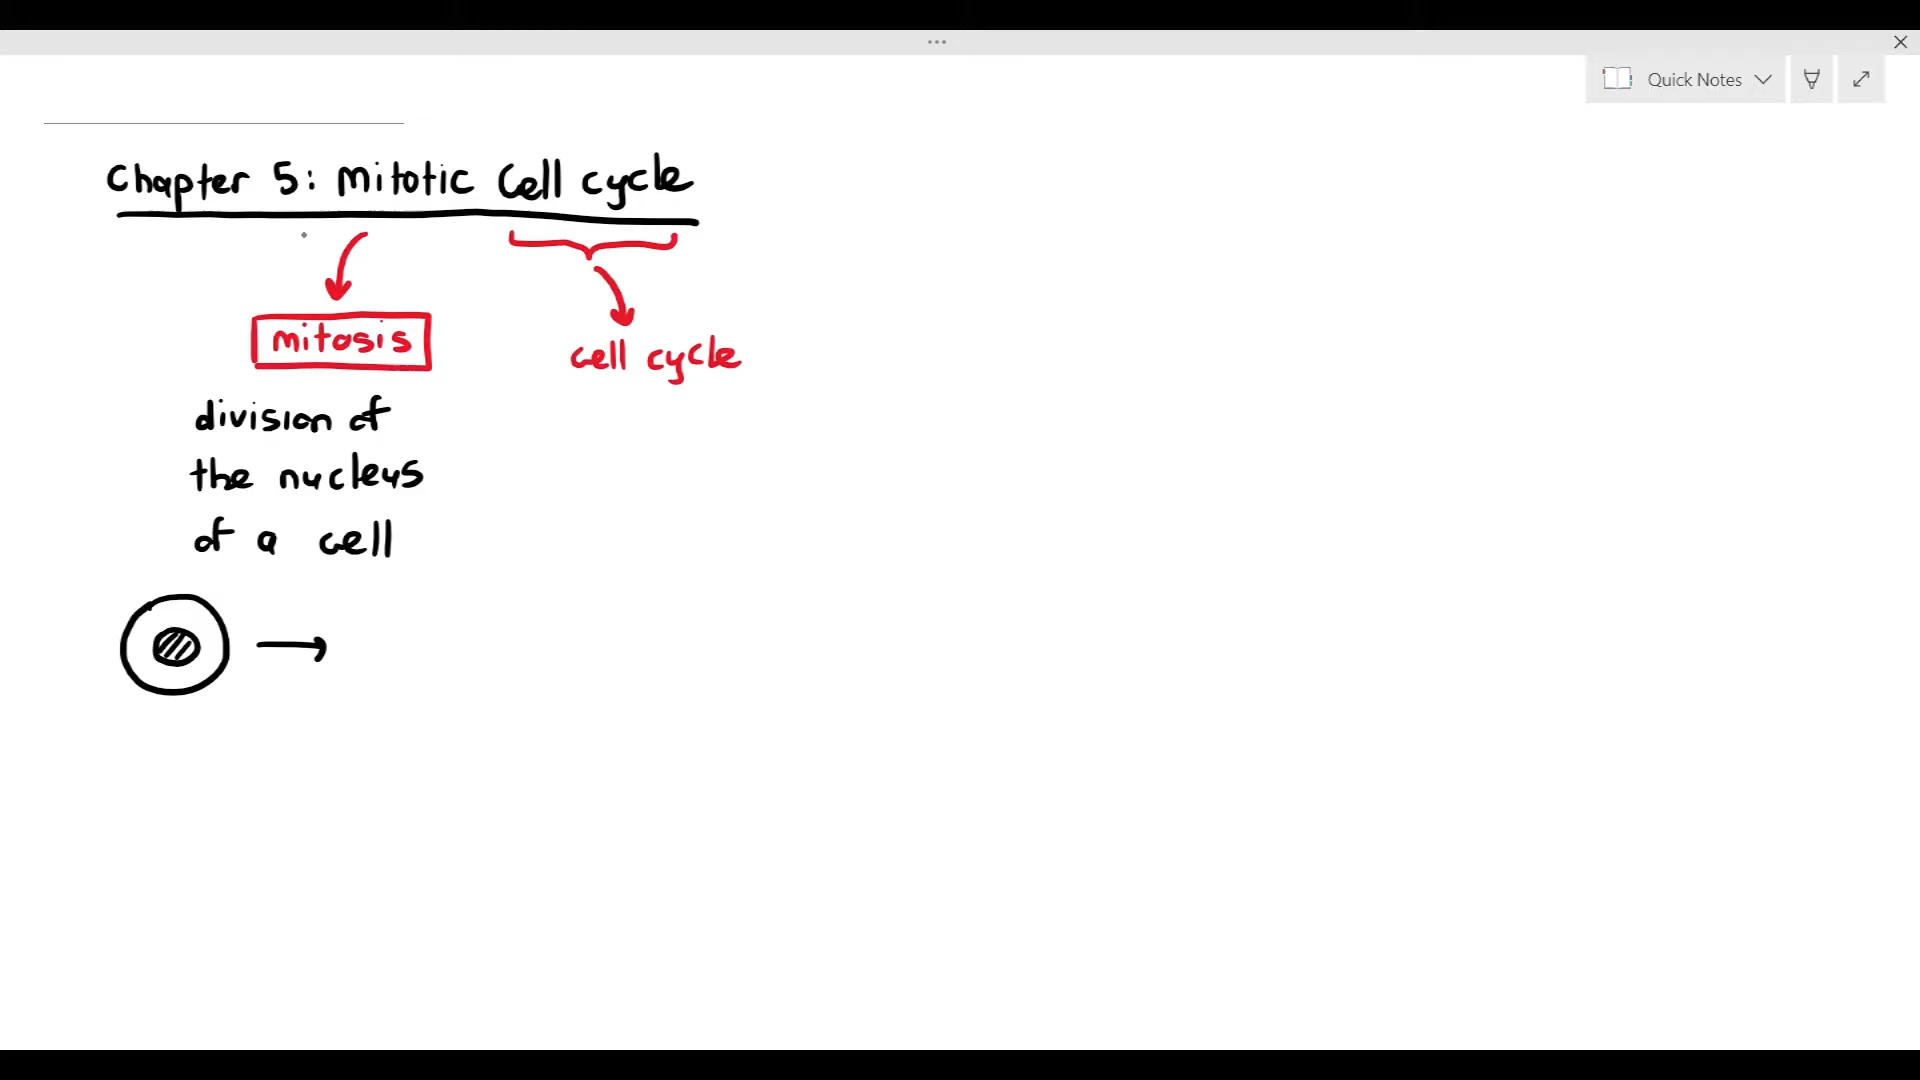 Quick Notes
Chapter 5: Mitotic Cell cycle
mitosis
cell cycle
division of
the nucleus
of a cell